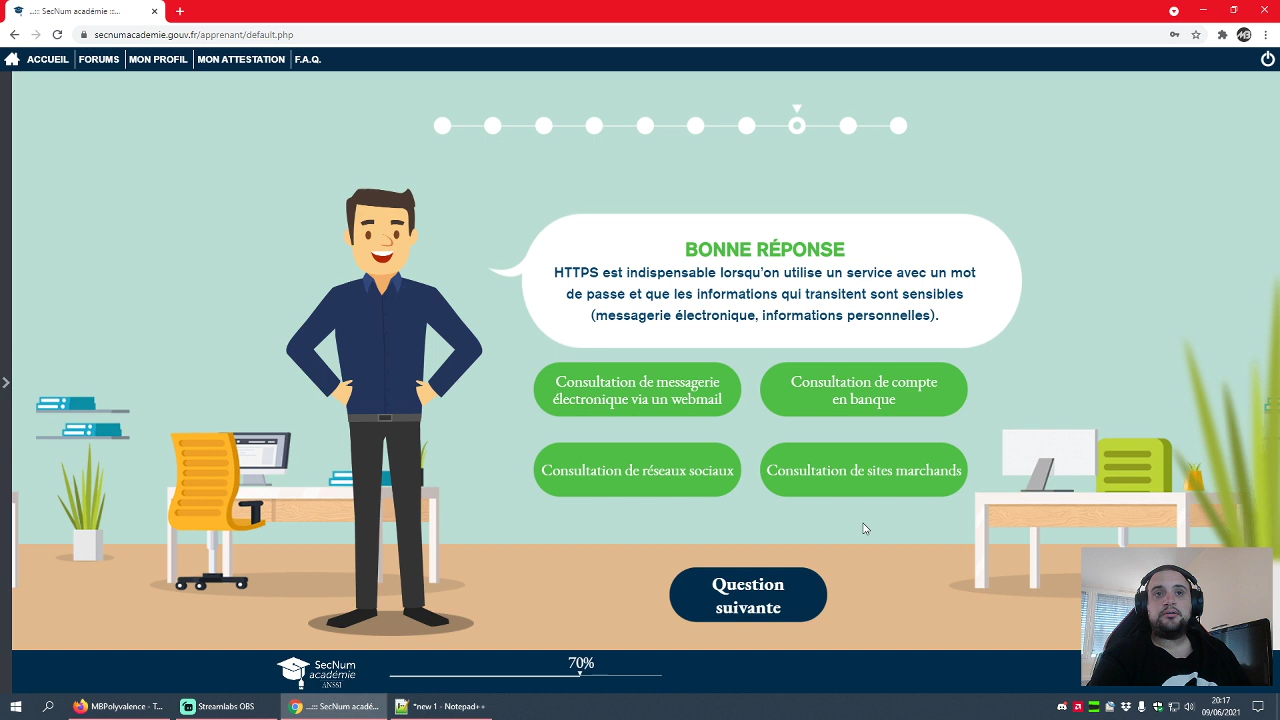 ..::: SecNum académie ::...
secnumacademie.gouv.fr/apprenant/default.php
ACCUEIL
FORUMS
MON PROFIL
MON ATTESTATION
F.A.Q.
BONNE RÉPONSE
HTTPS est indispensable lorsqu'on utilise un service avec un mot
de passe et que les informations qui transitent sont sensibles
(messagerie électronique, informations personnelles).
Consultation de messagerie
électronique via un webmail
Consultation de compte
en banque
Consultation de réseaux sociaux
Consultation de sites marchands
Question
suivante
SecNum
académie
ANSSI
70%
MBPolyvalence - T...
Streamlabs OBS
..::: SecNum acadé...
*new 1 - Notepad++
20:17
09/06/2021